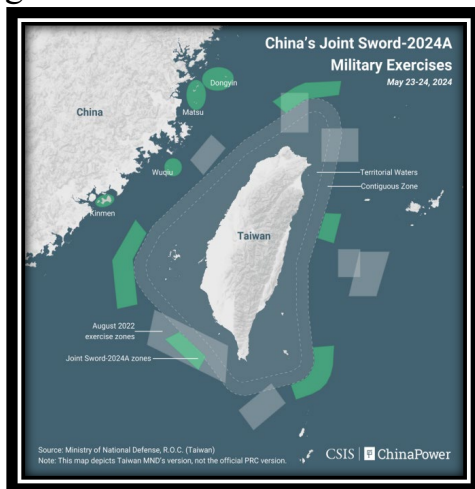 China's Joint Sword-2024A
Military Exercises
May 23-24, 2024
Dongyin
China
Matsu
Wuqiu
Territorial Waters
Contiguous Zone
Kinmen
Taiwan
August 2022
exercise zones
Joint Sword-2024A zones
Source: Ministry of National Defense, R.O.C. (Taiwan)
Note: This map depicts Taiwan MND's version, not the official PRC version.
CSIS ChinaPower